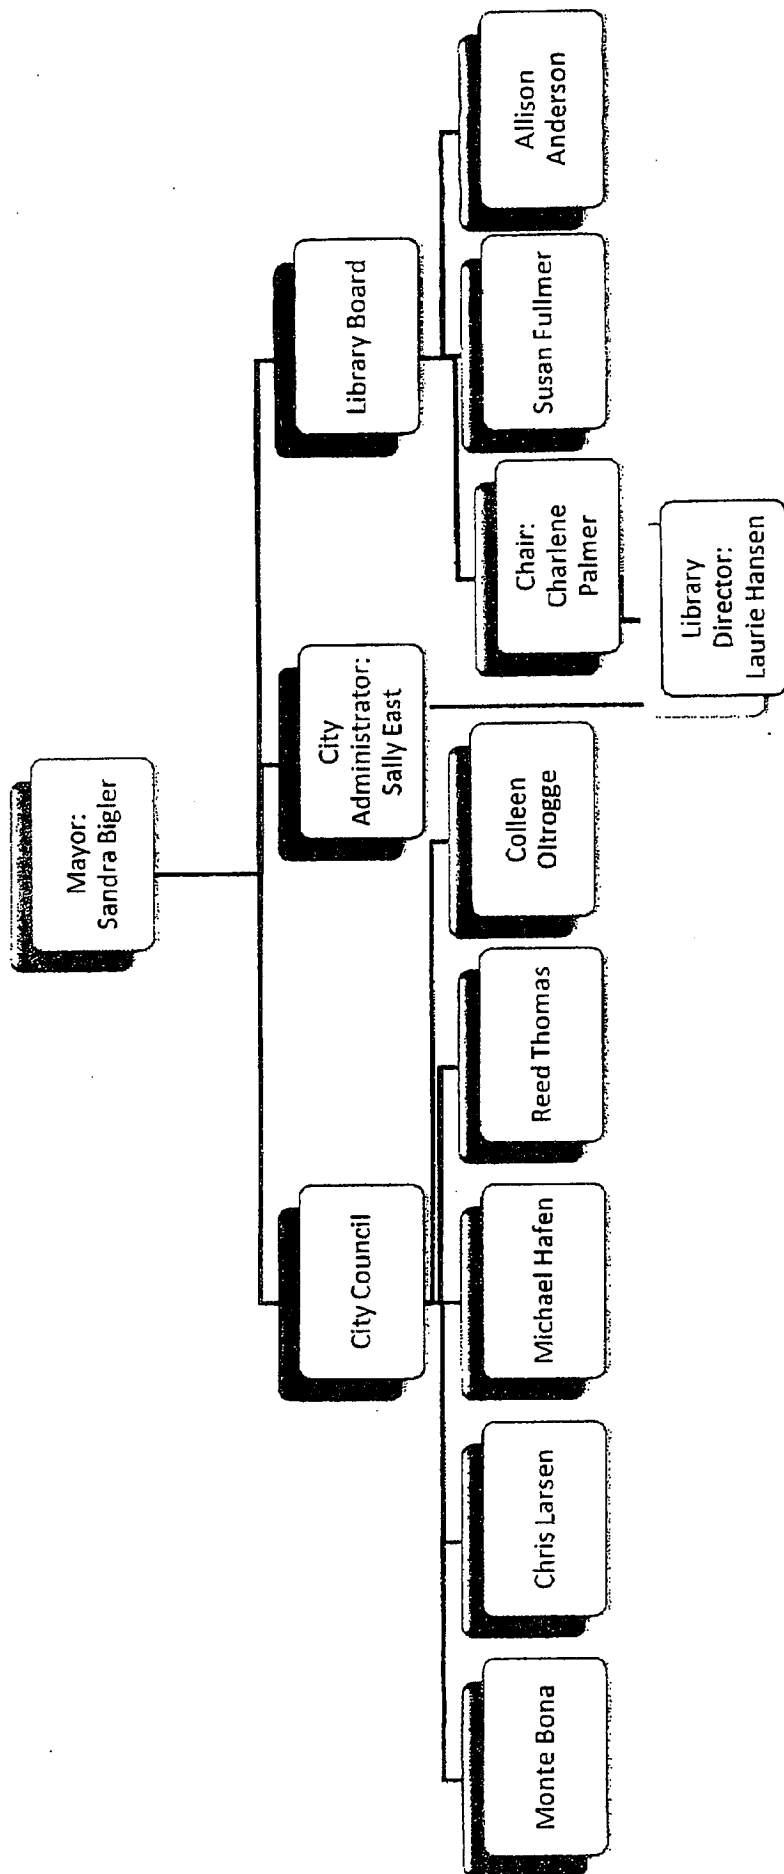 Mayor:
Sandra Bigler
City Council
City
Administrator:
Sally East
Library Board
Monte Bona
Chris Larsen
Michael Hafen
Reed Thomas
Colleen
Oltrogge
Chair:
Charlene
Palmer
Susan Fullmer
Allison
Anderson
Library
Director:
Laurie Hansen